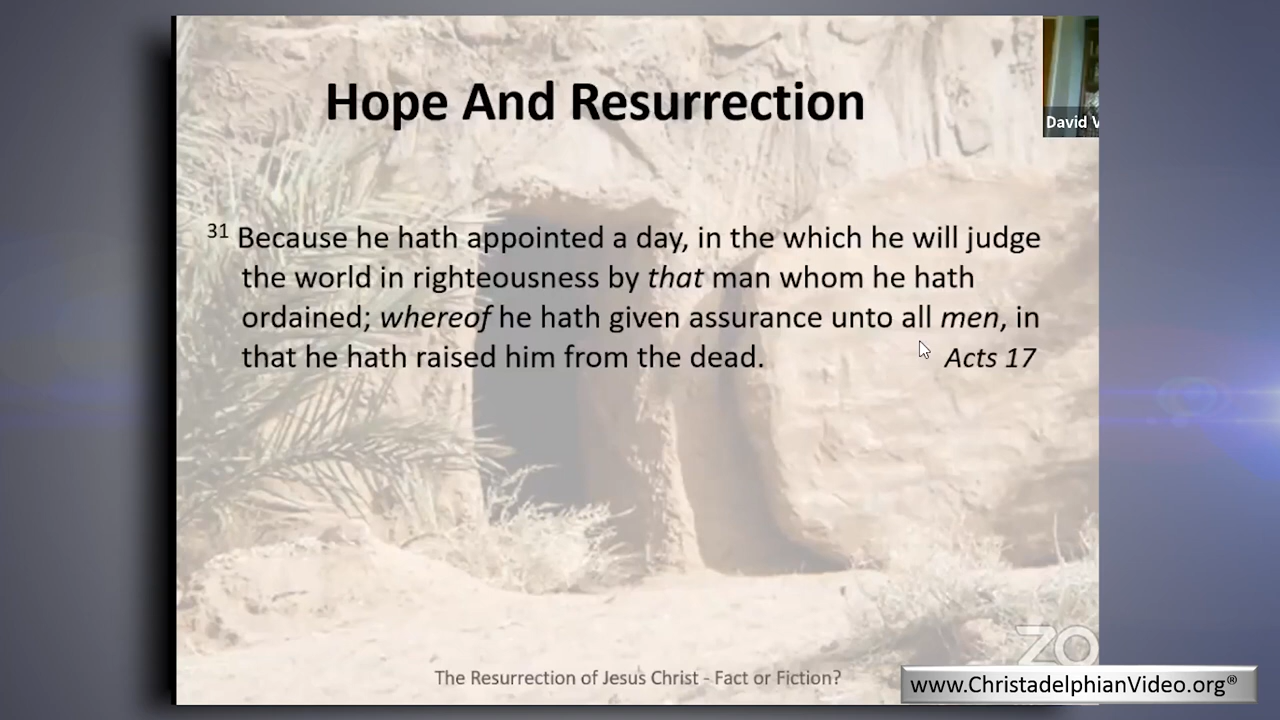 Hope And Resurrection
David V
31 Because he hath appointed a day, in the which he will judge
the world in righteousness by that man whom he hath
ordained; whereof he hath given assurance unto all men, in
that he hath raised him from the dead. Acts 17
ZO
The Resurrection of Jesus Christ - Fact or Fiction?
www.ChristadelphianVideo.org®